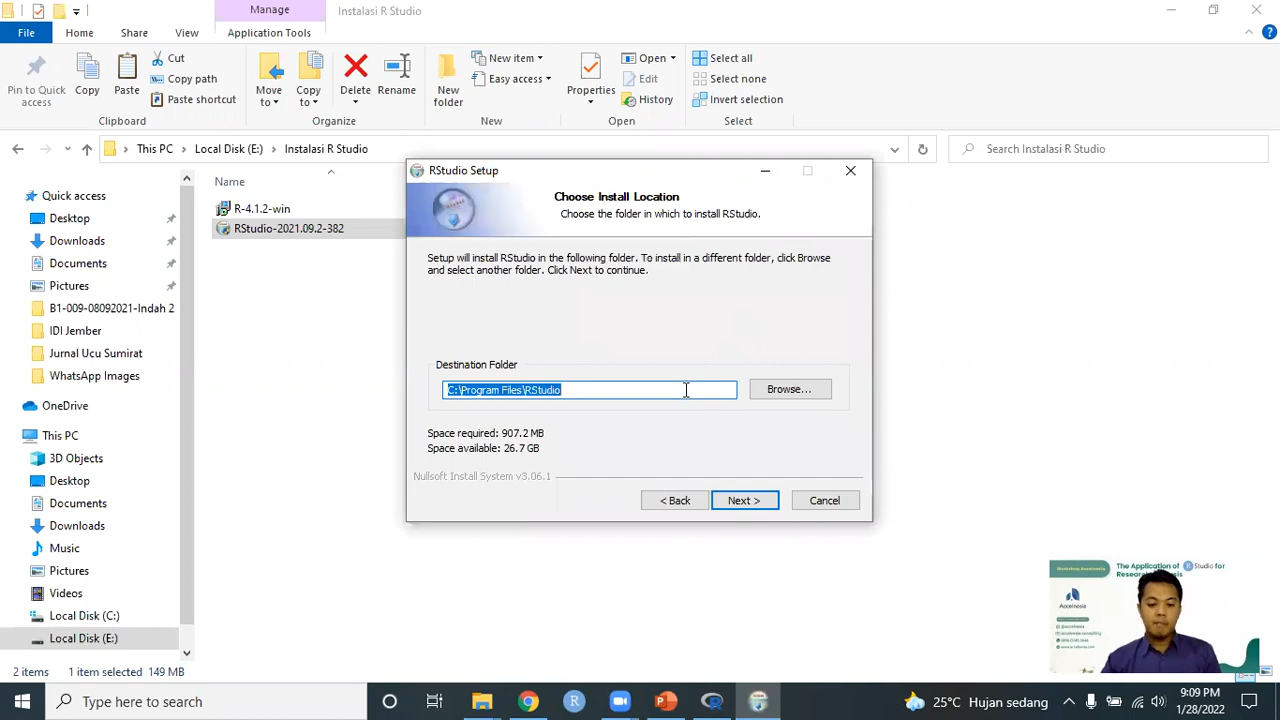 Manage
Instalasi R Studio
File
Home
Share
View
Application Tools
Pin to Quick
access
Copy
Paste
Cut
Copy path
Paste shortcut
Clipboard
Move
to
Copy
to
Delete
Rename
Organize
New
folder
New item
Easy access
New
Properties
Open
Edit
History
Open
Select all
Select none
Invert selection
Select
This PC > Local Disk (E:) > Instalasi R Studio
Search Instalasi R Studio
Quick access
Desktop
Downloads
Documents
Pictures
B1-009-08092021-Indah 2
IDI Jember
Jurnal Ucu Sumirat
WhatsApp Images
OneDrive
This PC
3D Objects
Desktop
Documents
Downloads
Music
Pictures
Videos
Local Disk (C:)
Local Disk (E:)
Name
R-4.1.2-win
RStudio-2021.09.2-382
RStudio Setup
Choose Install Location
Choose the folder in which to install RStudio.
Setup will install RStudio in the following folder. To install in a different folder, click Browse
and select another folder. Click Next to continue.
Destination Folder
C:\Program Files\RStudio
Browse...
Space required: 907.2 MB
Space available: 26.7 GB
Nullsoft Install System v3.06.1
< Back
Next >
Cancel
Workshop Accelnesia
The Application of
R Studio for
Accelnesia
2 items
1 item selected 149 MB
Type here to search
25°C Hujan sedang
9:09 PM
1/28/2022